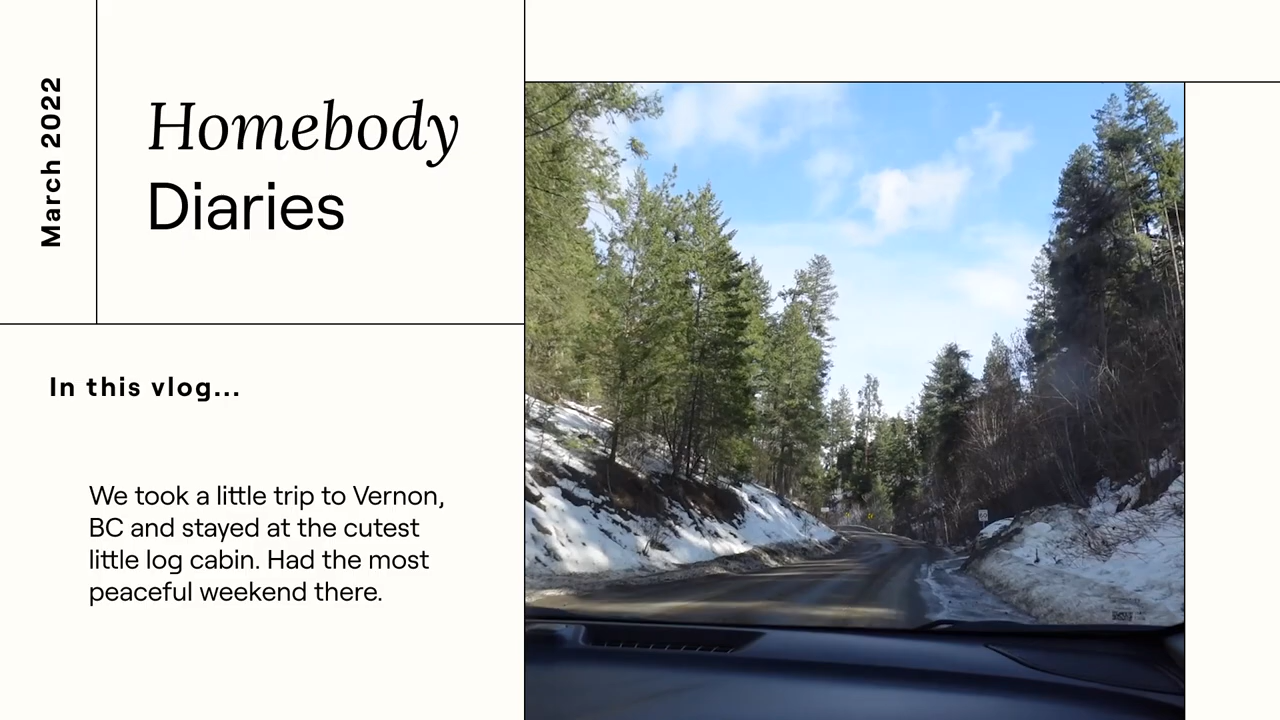 March 2022
Homebody
Diaries
In this vlog...
We took a little trip to Vernon,
BC and stayed at the cutest
little log cabin. Had the most
peaceful weekend there.